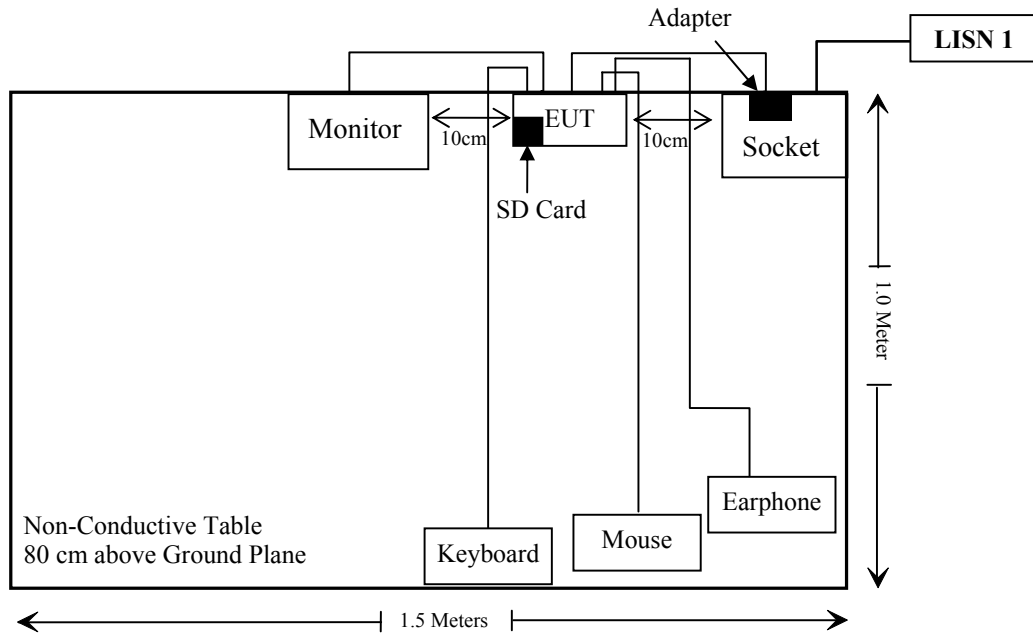 Adapter
LISN 1
Monitor
10cm
EUT
10cm
Socket
SD Card
1.0 Meter
Earphone
Non-Conductive Table
80 cm above Ground Plane
Keyboard
Mouse
1.5 Meters